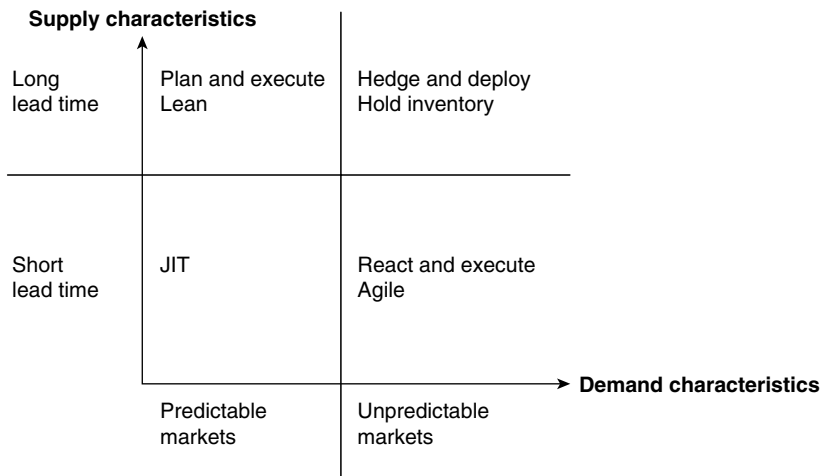 Supply characteristics
Long
lead time
Plan and execute
Lean
Hedge and deploy
Hold inventory
Short
lead time
JIT
React and execute
Agile
Demand characteristics
Predictable
markets
Unpredictable
markets